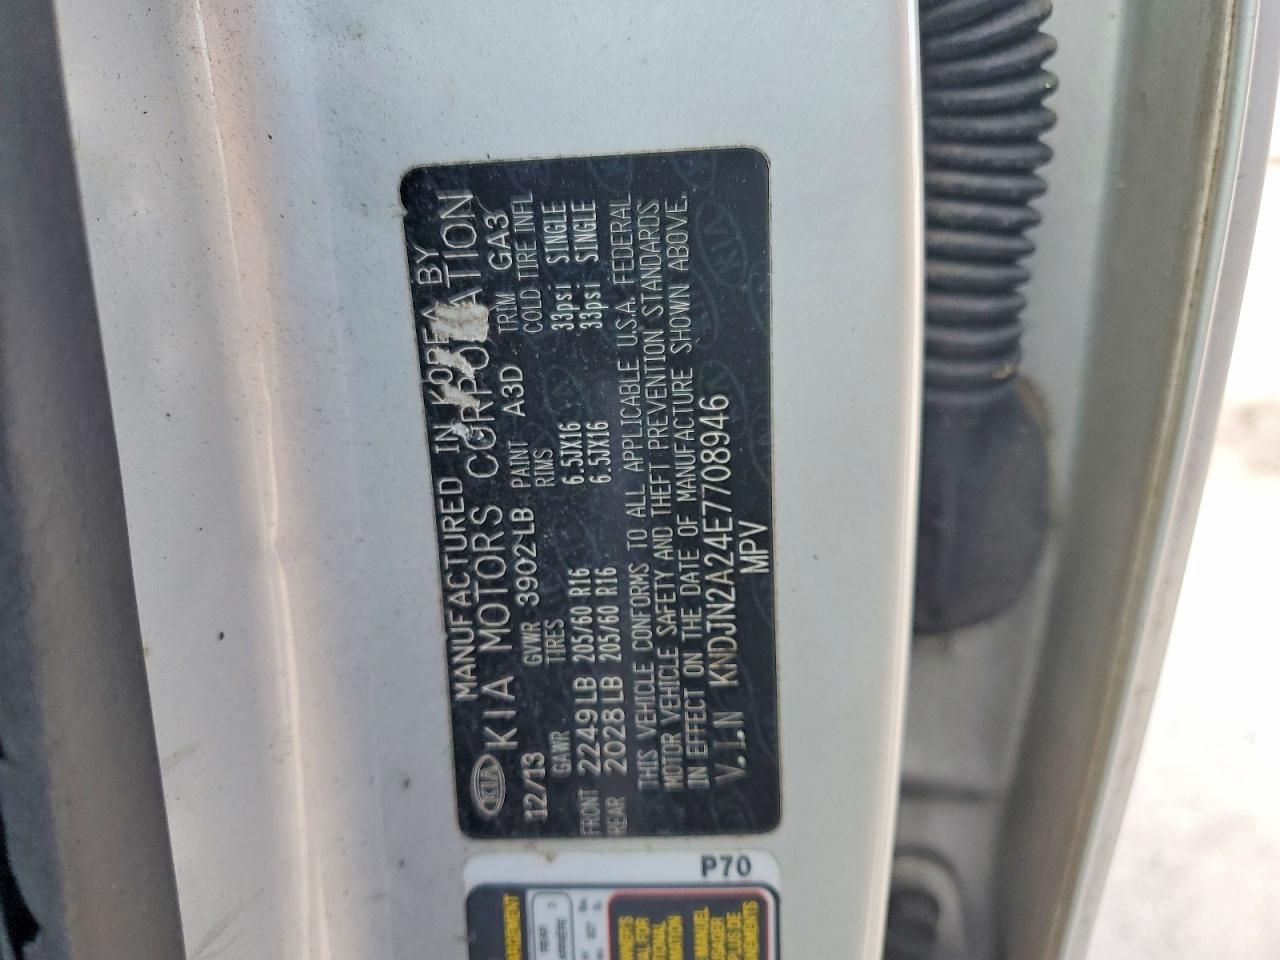 MANUFACTURED IN KOREA BY
KIA KIA MOTORS CORPORATION
12/13 GVWR 3902LB PAINT A3D TRIM GA3
GAWR TIRES RIMS COLD TIRE INFL
FRONT 2249LB 205/60 R16 6.5JX16 33psi SINGLE
REAR 2028LB 205/60 R16 6.5JX16 33psi SINGLE
THIS VEHICLE CONFORMS TO ALL APPLICABLE U.S.A. FEDERAL
MOTOR VEHICLE SAFETY AND THEFT PREVENTION STANDARDS
IN EFFECT ON THE DATE OF MANUFACTURE SHOWN ABOVE.
V.I.N KNDJN2A24E7708946
MPV
P70